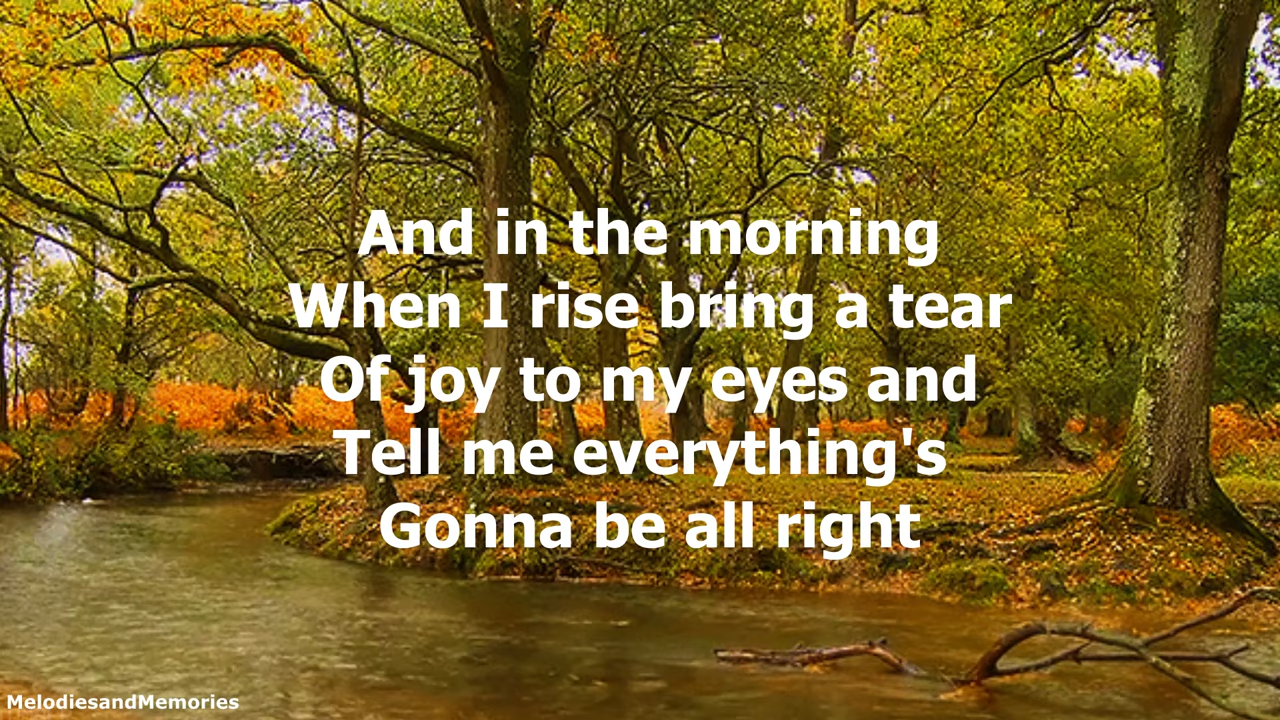 And in the morning
When I rise bring a tear
Of joy to my eyes and
Tell me everything's
Gonna be all right
MelodiesandMemories